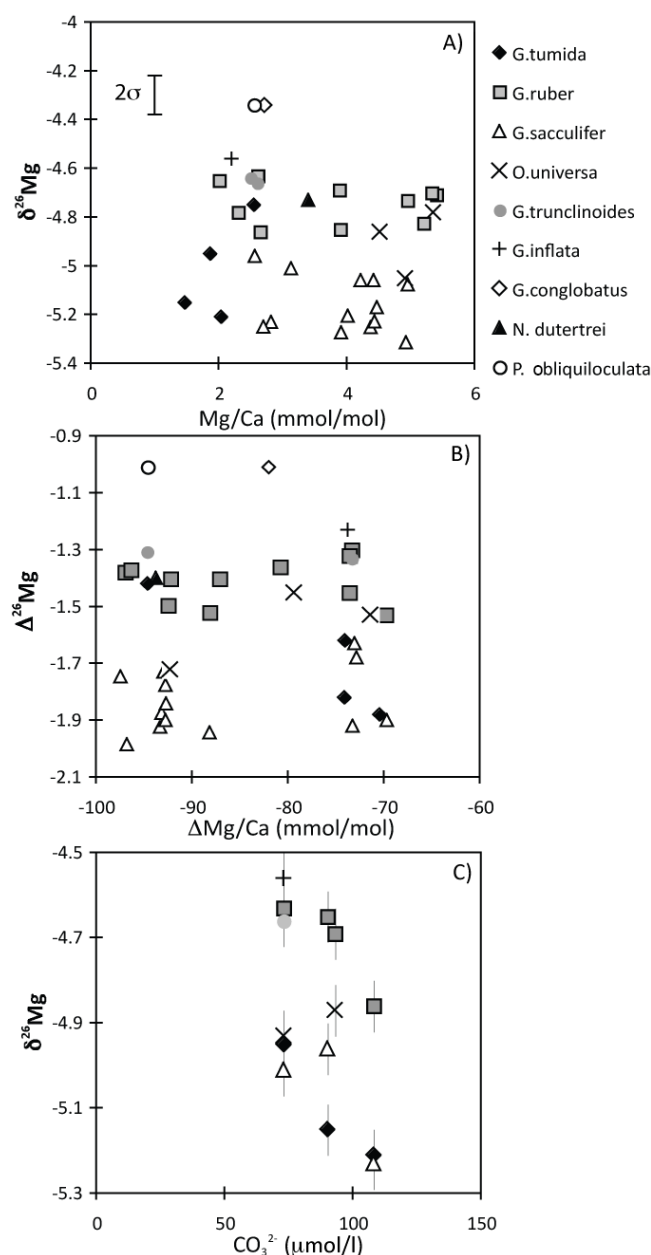 A)
-4
-4.2
-4.4
-4.6
-4.8
-5
-5.2
-5.4
δ²⁶Mg
2σ
0 2 4 6
Mg/Ca (mmol/mol)
G.tumida
G.ruber
G.sacculifer
O.universa
G.trunclinoides
G.inflata
G.conglobatus
N. dutertrei
P. obliquiloculata
B)
-0.9
-1.1
-1.3
-1.5
-1.7
-1.9
-2.1
Δ²⁶Mg
-100 -90 -80 -70 -60
ΔMg/Ca (mmol/mol)
C)
-4.5
-4.7
-4.9
-5.1
-5.3
δ²⁶Mg
0 50 100 150
CO₃²⁻ (μmol/l)